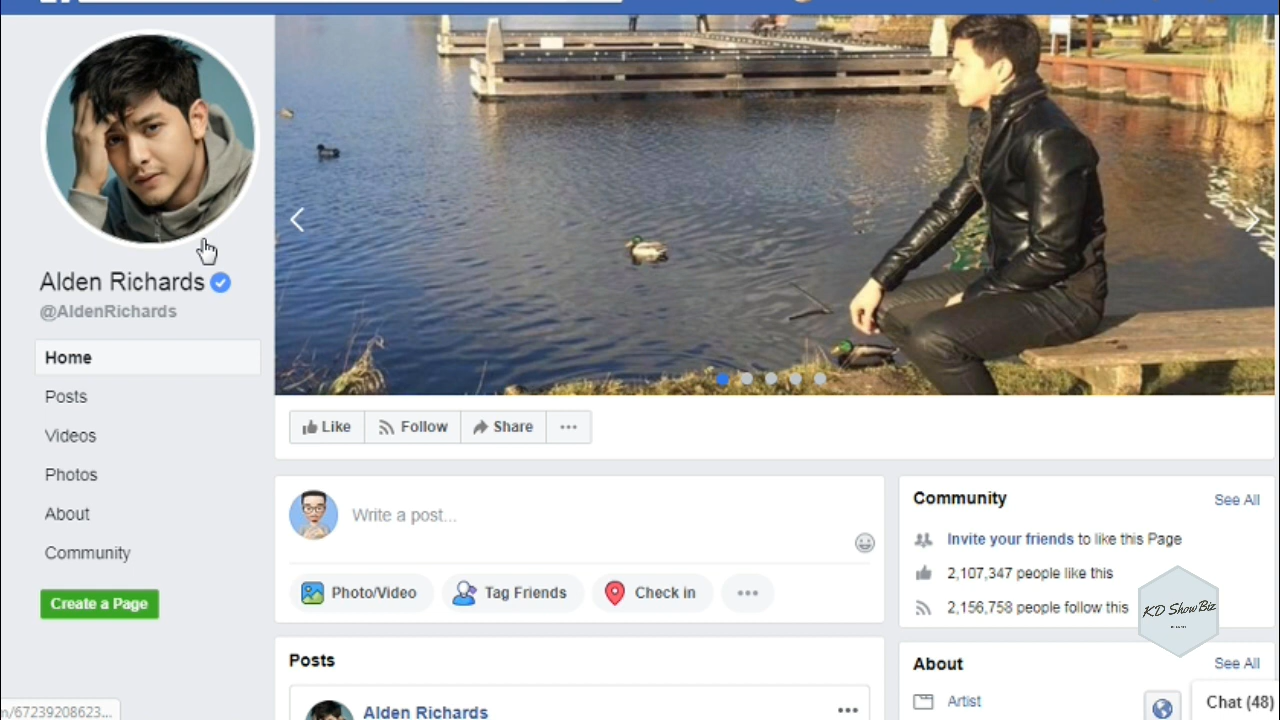 Alden Richards
@AldenRichards
Home
Posts
Videos
Photos
About
Community
Create a Page
Like
Follow
Share
Write a post...
Photo/Video
Tag Friends
Check in
Posts
Alden Richards
Community
See All
Invite your friends to like this Page
2,107,347 people like this
2,156,758 people follow this
KD ShowBiz
About
See All
Artist
n/67239208623...
Chat (48)